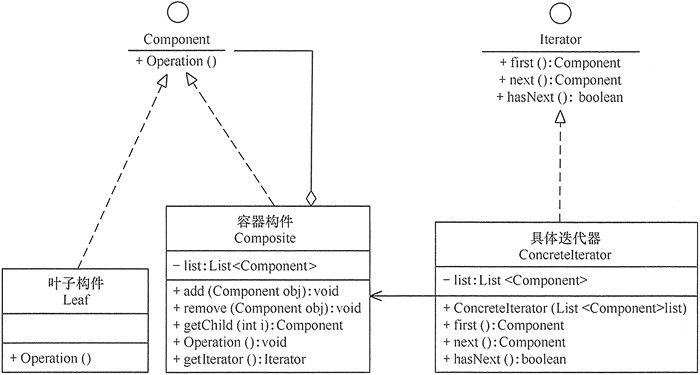 Component
+ Operation ()
Iterator
+ first (): Component
+ next (): Component
+ hasNext (): boolean
叶子构件
Leaf
+ Operation ()
容器构件
Composite
- list: List<Component>
+ add (Component obj): void
+ remove (Component obj): void
+ getChild (int i): Component
+ Operation (): void
+ getIterator (): Iterator
具体迭代器
ConcreteIterator
- list: List <Component>
+ ConcreteIterator (List <Component>list)
+ first (): Component
+ next (): Component
+ hasNext (): boolean